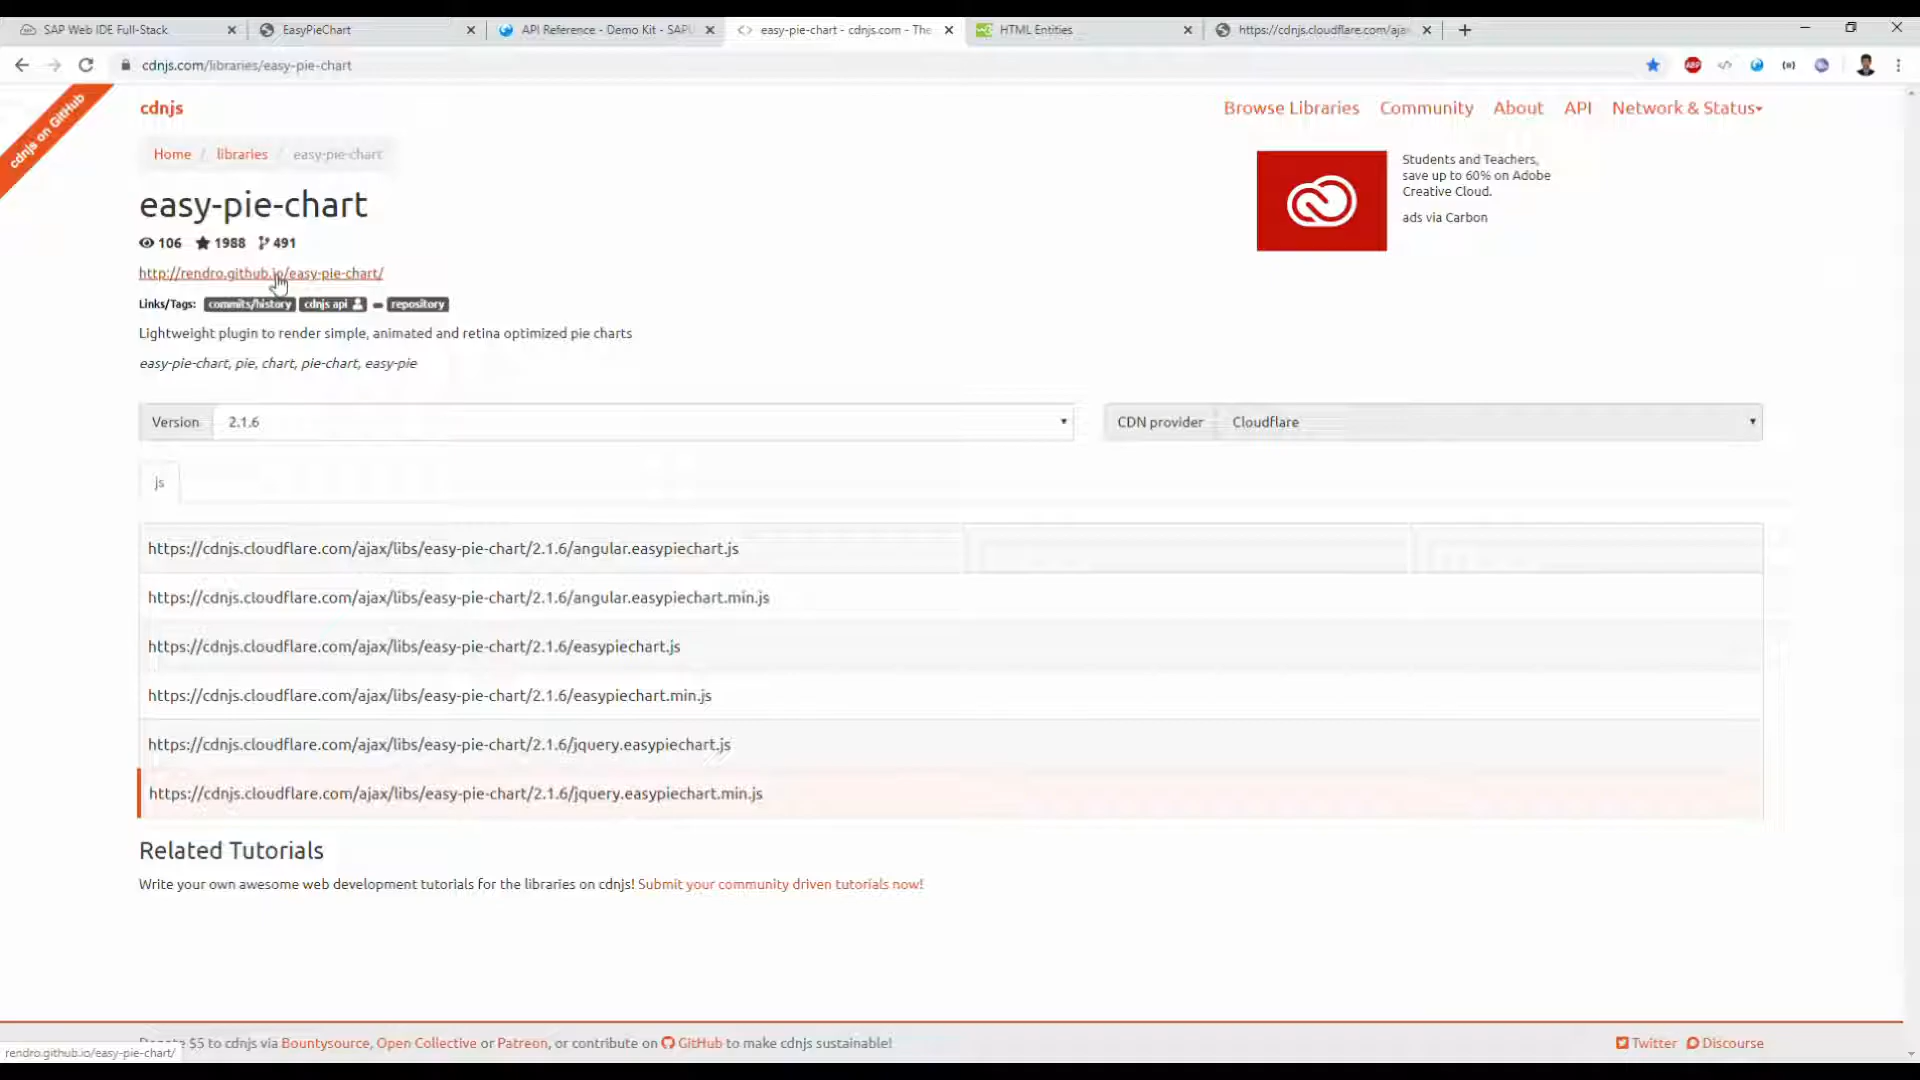 SAP Web IDE Full-Stack
EasyPieChart
API Reference - Demo Kit - SAPU
easy-pie-chart - cdnjs.com - The
HTML Entities
https://cdnjs.cloudflare.com/aja
cdnjs.com/libraries/easy-pie-chart
ABP
cdnjs on GitHub
cdnjs
Browse Libraries
Community
About
API
Network & Status
Home / libraries / easy-pie-chart
easy-pie-chart
106 1988 491
http://rendro.github.io/easy-pie-chart/
Links/Tags: commits/history cdnjs api repository
Lightweight plugin to render simple, animated and retina optimized pie charts
easy-pie-chart, pie, chart, pie-chart, easy-pie
Students and Teachers,
save up to 60% on Adobe
Creative Cloud.
ads via Carbon
Version 2.1.6
CDN provider Cloudflare
js
https://cdnjs.cloudflare.com/ajax/libs/easy-pie-chart/2.1.6/angular.easypiechart.js
https://cdnjs.cloudflare.com/ajax/libs/easy-pie-chart/2.1.6/angular.easypiechart.min.js
https://cdnjs.cloudflare.com/ajax/libs/easy-pie-chart/2.1.6/easypiechart.js
https://cdnjs.cloudflare.com/ajax/libs/easy-pie-chart/2.1.6/easypiechart.min.js
https://cdnjs.cloudflare.com/ajax/libs/easy-pie-chart/2.1.6/jquery.easypiechart.js
https://cdnjs.cloudflare.com/ajax/libs/easy-pie-chart/2.1.6/jquery.easypiechart.min.js
Related Tutorials
Write your own awesome web development tutorials for the libraries on cdnjs! Submit your community driven tutorials now!
$5 to cdnjs via Bountysource, Open Collective or Patreon, or contribute on GitHub to make cdnjs sustainable!
Twitter Discourse
rendro.github.io/easy-pie-chart/